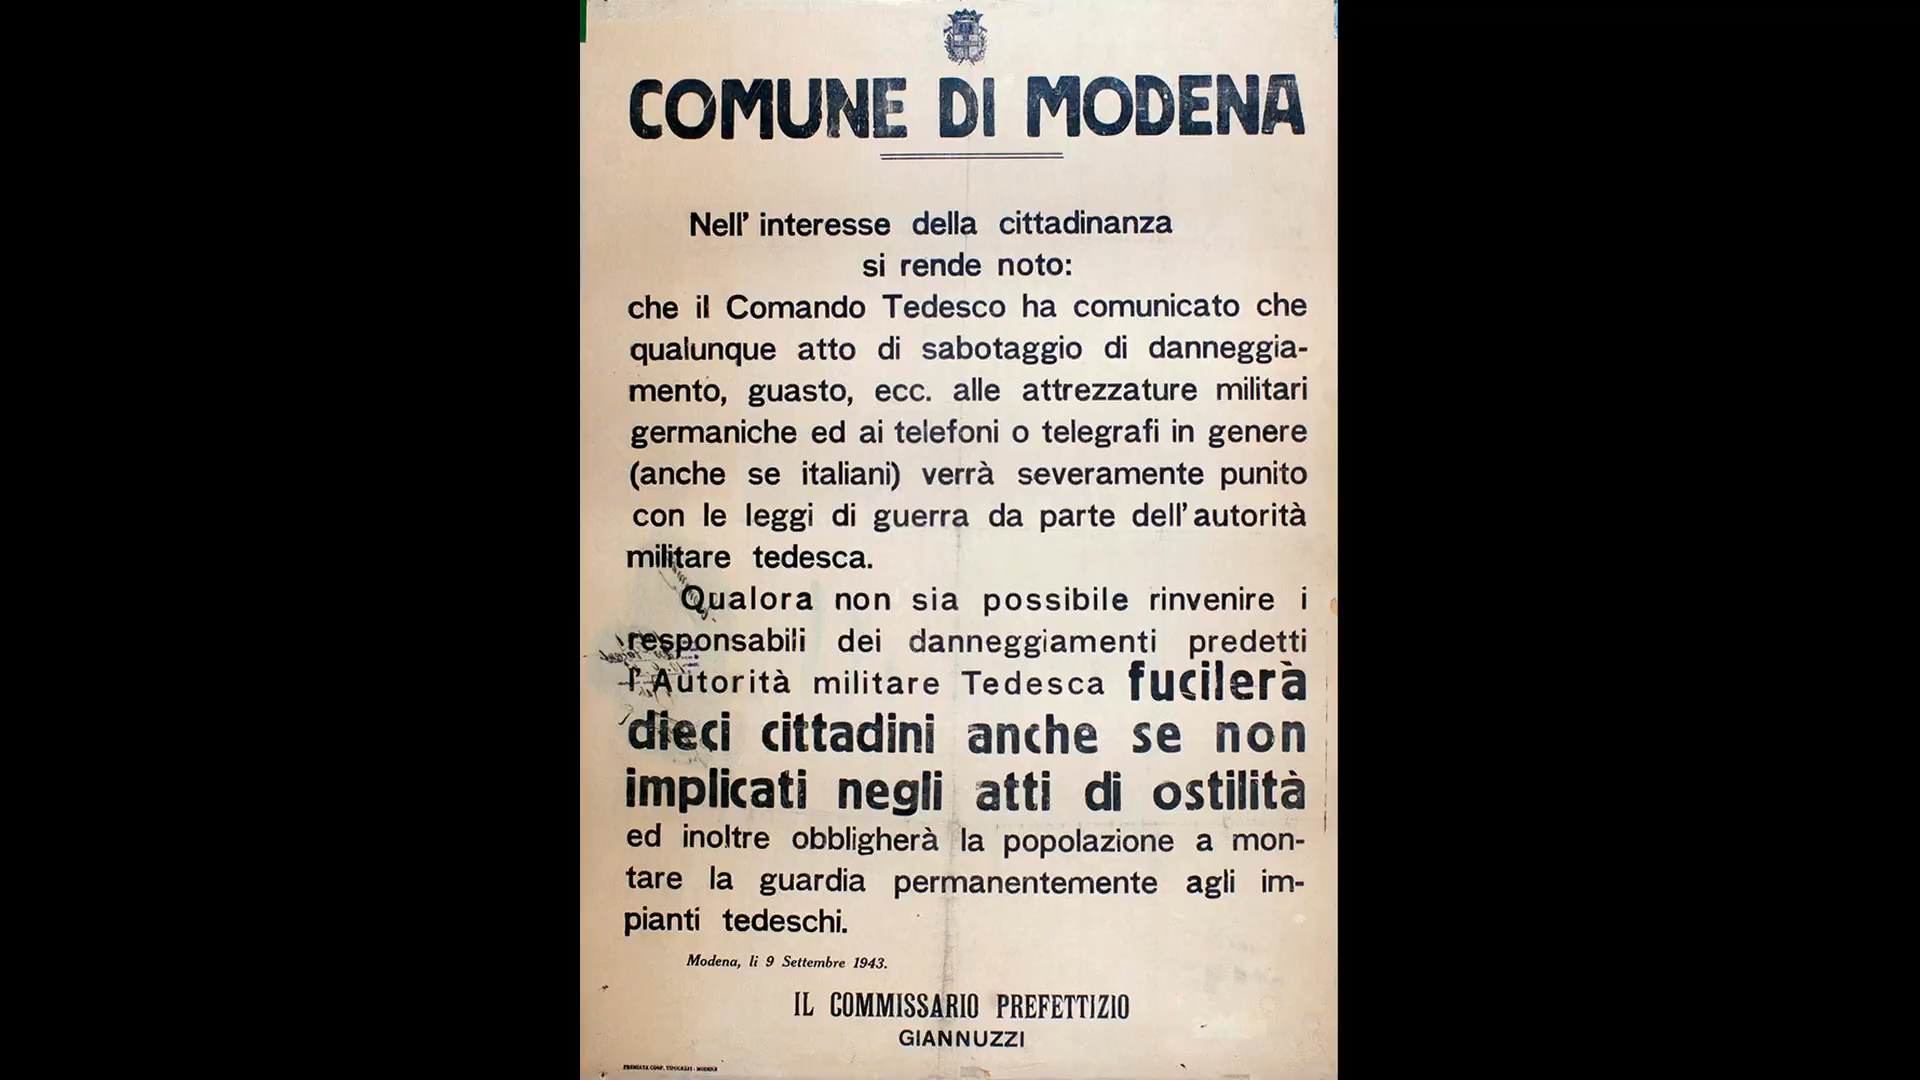 COMUNE DI MODENA
Nell' interesse della cittadinanza
si rende noto:
che il Comando Tedesco ha comunicato che
qualunque atto di sabotaggio di danneggia-
mento, guasto, ecc. alle attrezzature militari
germaniche ed ai telefoni o telegrafi in genere
(anche se italiani) verrà severamente punito
con le leggi di guerra da parte dell' autorità
militare tedesca.
Qualora non sia possibile rinvenire i
responsabili dei danneggiamenti predetti
l' Autorità militare Tedesca fucilerà
dieci cittadini anche se non
implicati negli atti di ostilità
ed inoltre obbligherà la popolazione a mon-
tare la guardia permanentemente agli im-
pianti tedeschi.
Modena, li 9 Settembre 1943.
IL COMMISSARIO PREFETTIZIO
GIANNUZZI
PREMIATA COOP. TIPOGRAFI - MODENA